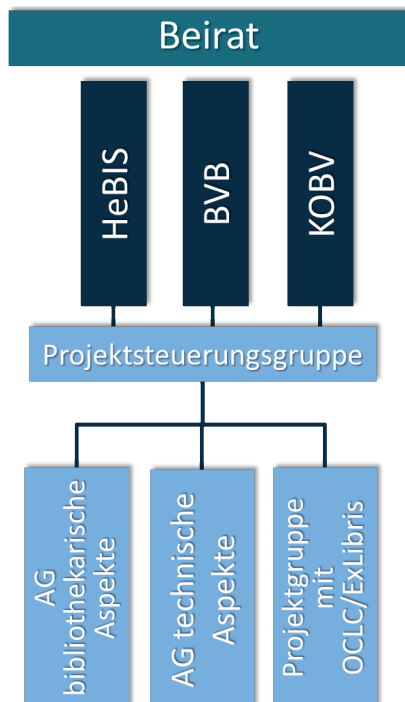 Beirat
HeBIS
BVB
KOBV
Projektsteuerungsgruppe
AG
bibliothekarische
Aspekte
AG technische
Aspekte
Projektgruppe
mit
OCLC/ExLibris